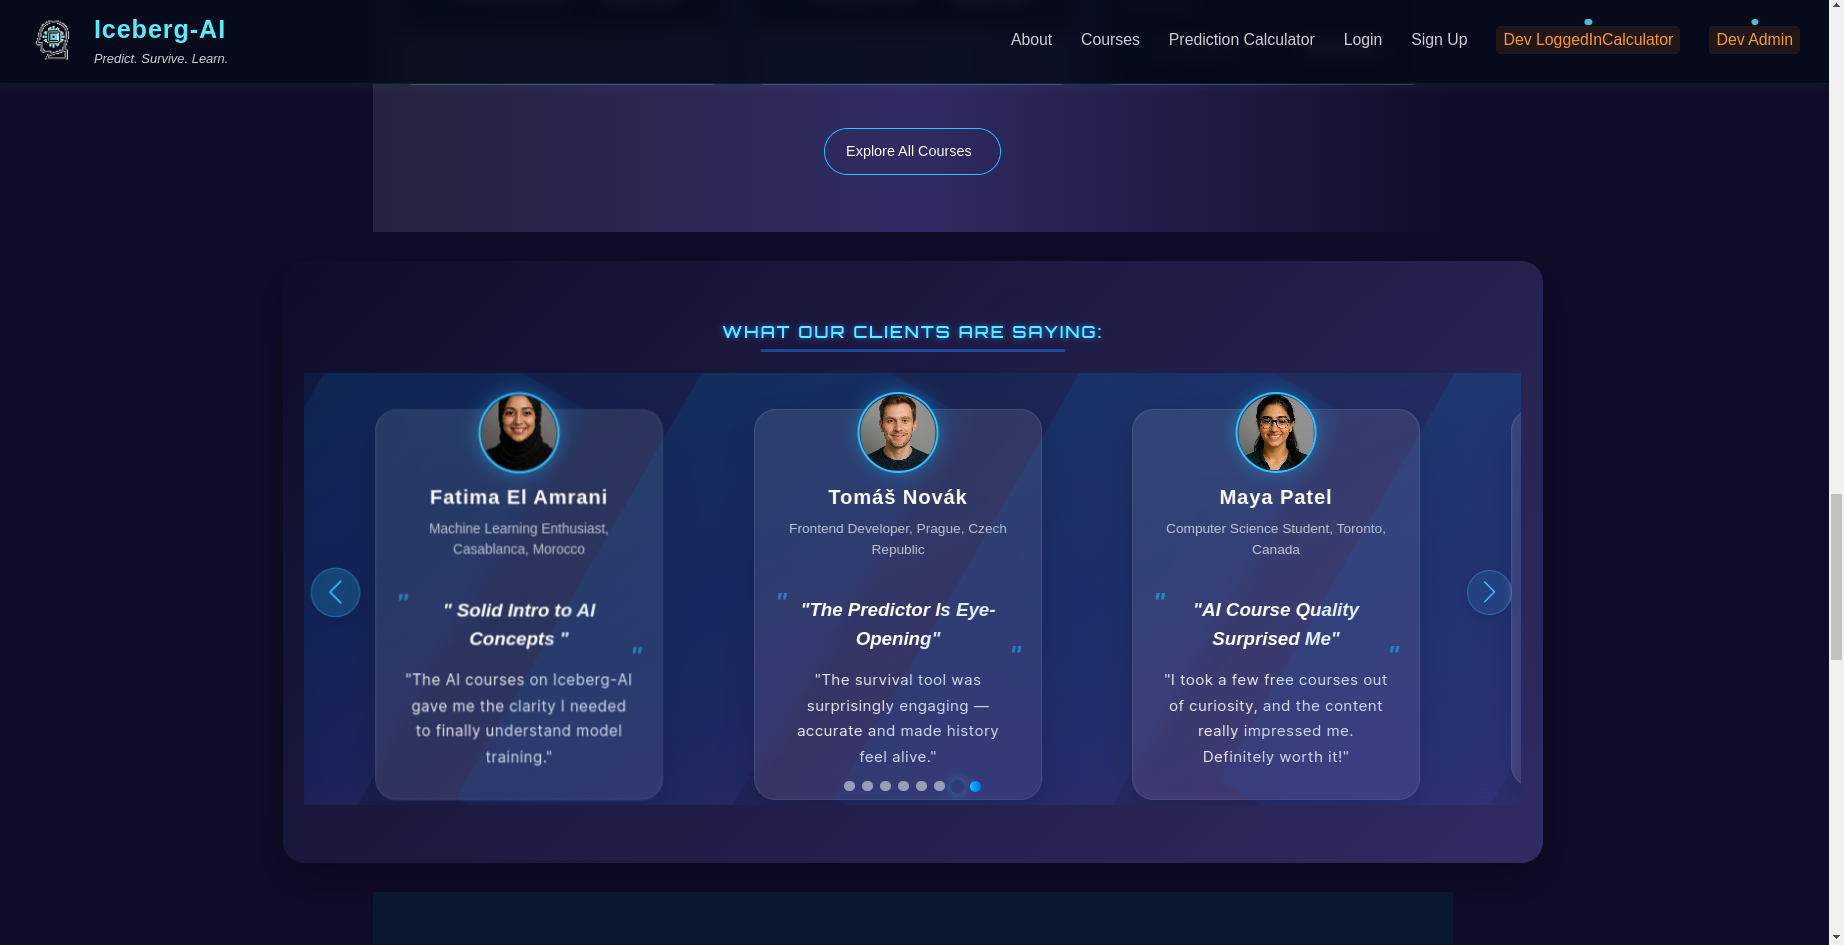 Iceberg-AI
Predict. Survive. Learn.
About
Courses
Prediction Calculator
Login
Sign Up
Dev LoggedInCalculator
Dev Admin
Explore All Courses
WHAT OUR CLIENTS ARE SAYING:
Fatima El Amrani
Machine Learning Enthusiast,
Casablanca, Morocco
" Solid Intro to AI
Concepts "
"The AI courses on Iceberg-AI
gave me the clarity I needed
to finally understand model
training."
Tomáš Novák
Frontend Developer, Prague, Czech
Republic
"The Predictor Is Eye-
Opening"
"The survival tool was
surprisingly engaging —
accurate and made history
feel alive."
Maya Patel
Computer Science Student, Toronto,
Canada
"AI Course Quality
Surprised Me"
"I took a few free courses out
of curiosity, and the content
really impressed me.
Definitely worth it!"